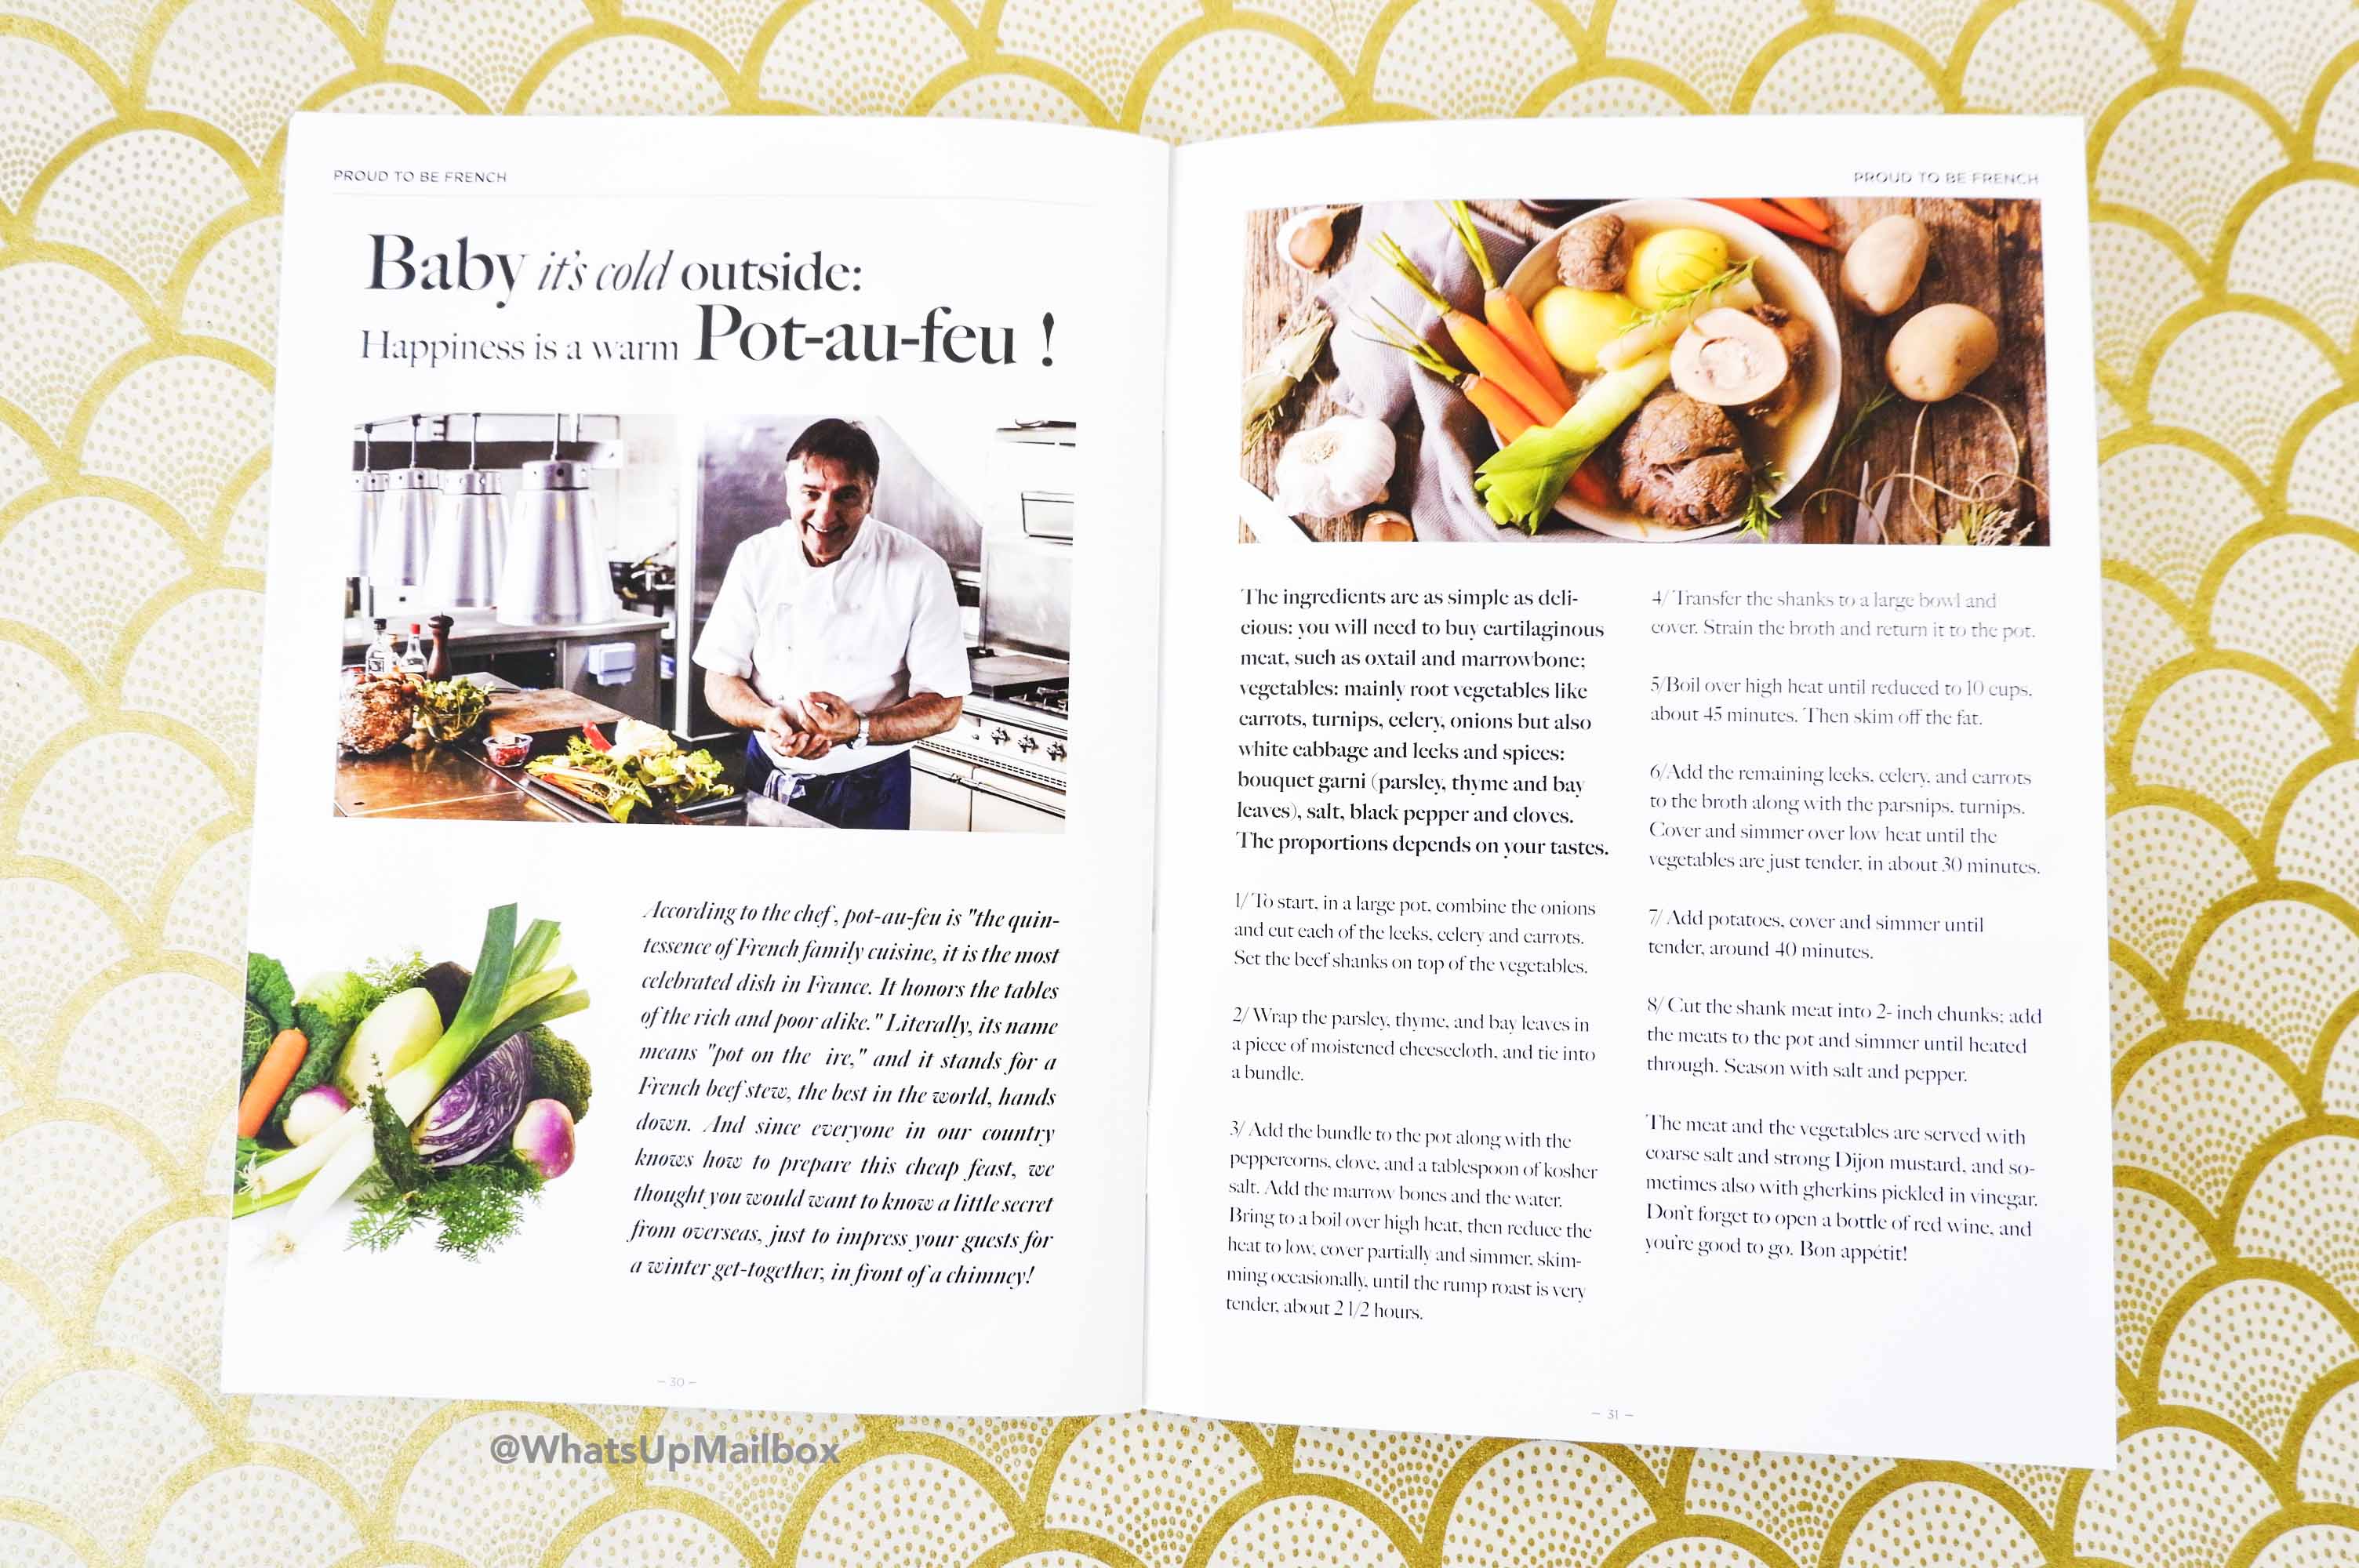 PROUD TO BE FRENCH
Baby it's cold outside:
Happiness is a warm Pot-au-feu !
According to the chef, pot-au-feu is "the quin-
tessence of French family cuisine, it is the most
celebrated dish in France. It honors the tables
of the rich and poor alike." Literally, its name
means "pot on the ire," and it stands for a
French beef stew, the best in the world, hands
down. And since everyone in our country
knows how to prepare this cheap feast, we
thought you would want to know a little secret
from overseas, just to impress your guests for
a winter get-together, in front of a chimney!
– 30 –
PROUD TO BE FRENCH
The ingredients are as simple as deli-
cious: you will need to buy cartilaginous
meat, such as oxtail and marrowbone;
vegetables: mainly root vegetables like
carrots, turnips, celery, onions but also
white cabbage and leeks and spices:
bouquet garni (parsley, thyme and bay
leaves), salt, black pepper and cloves.
The proportions depends on your tastes.
1/ To start, in a large pot, combine the onions
and cut each of the leeks, celery and carrots.
Set the beef shanks on top of the vegetables.
2/ Wrap the parsley, thyme, and bay leaves in
a piece of moistened cheesecloth, and tie into
a bundle.
3/ Add the bundle to the pot along with the
peppercorns, clove, and a tablespoon of kosher
salt. Add the marrow bones and the water.
Bring to a boil over high heat, then reduce the
heat to low, cover partially and simmer, skim-
ming occasionally, until the rump roast is very
tender, about 2 1/2 hours.
4/ Transfer the shanks to a large bowl and
cover. Strain the broth and return it to the pot.
5/Boil over high heat until reduced to 10 cups,
about 45 minutes. Then skim off the fat.
6/Add the remaining leeks, celery, and carrots
to the broth along with the parsnips, turnips.
Cover and simmer over low heat until the
vegetables are just tender, in about 30 minutes.
7/ Add potatoes, cover and simmer until
tender, around 40 minutes.
8/ Cut the shank meat into 2- inch chunks; add
the meats to the pot and simmer until heated
through. Season with salt and pepper.
The meat and the vegetables are served with
coarse salt and strong Dijon mustard, and so-
metimes also with gherkins pickled in vinegar.
Don't forget to open a bottle of red wine, and
you're good to go. Bon appétit!
– 31 –
@WhatsUpMailbox